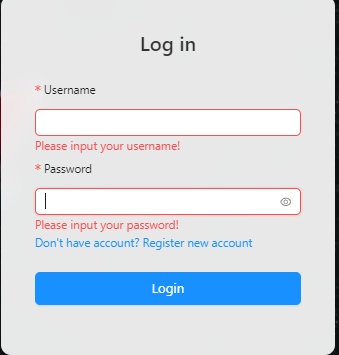 Log in
* Username
Please input your username!
* Password
Please input your password!
Don't have account? Register new account
Login